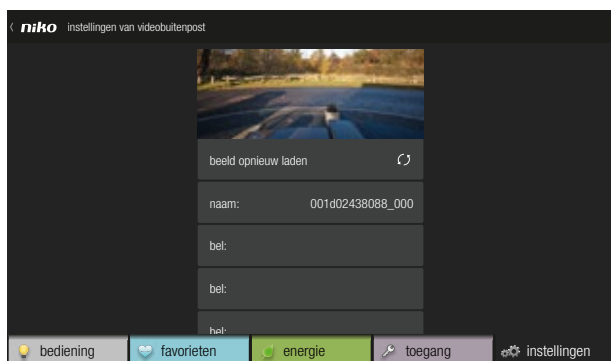 niko instellingen van videobuitenpost
beeld opnieuw laden
naam: 001d02438088_000
bel:
bel:
bel:
bediening favorieten energie toegang instellingen